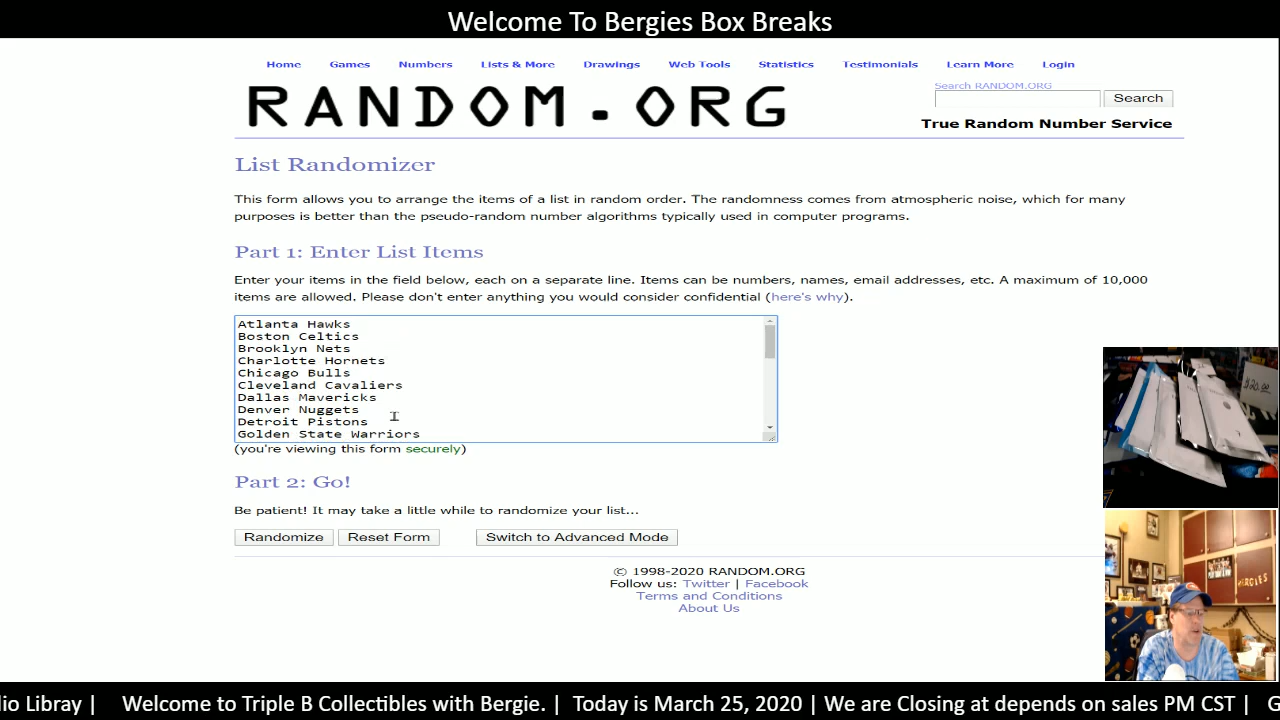 Welcome To Bergies Box Breaks
Home Games Numbers Lists & More Drawings Web Tools Statistics Testimonials Learn More Login
RANDOM.ORG
Search RANDOM.ORG
Search
True Random Number Service
List Randomizer
This form allows you to arrange the items of a list in random order. The randomness comes from atmospheric noise, which for many
purposes is better than the pseudo-random number algorithms typically used in computer programs.
Part 1: Enter List Items
Enter your items in the field below, each on a separate line. Items can be numbers, names, email addresses, etc. A maximum of 10,000
items are allowed. Please don't enter anything you would consider confidential (here's why).
Atlanta Hawks
Boston Celtics
Brooklyn Nets
Charlotte Hornets
Chicago Bulls
Cleveland Cavaliers
Dallas Mavericks
Denver Nuggets
Detroit Pistons
Golden State Warriors
(you're viewing this form securely)
Part 2: Go!
Be patient! It may take a little while to randomize your list...
Randomize Reset Form Switch to Advanced Mode
© 1998-2020 RANDOM.ORG
Follow us: Twitter | Facebook
Terms and Conditions
About Us
BERGIES
dio Libray | Welcome to Triple B Collectibles with Bergie. | Today is March 25, 2020 | We are Closing at depends on sales PM CST | G